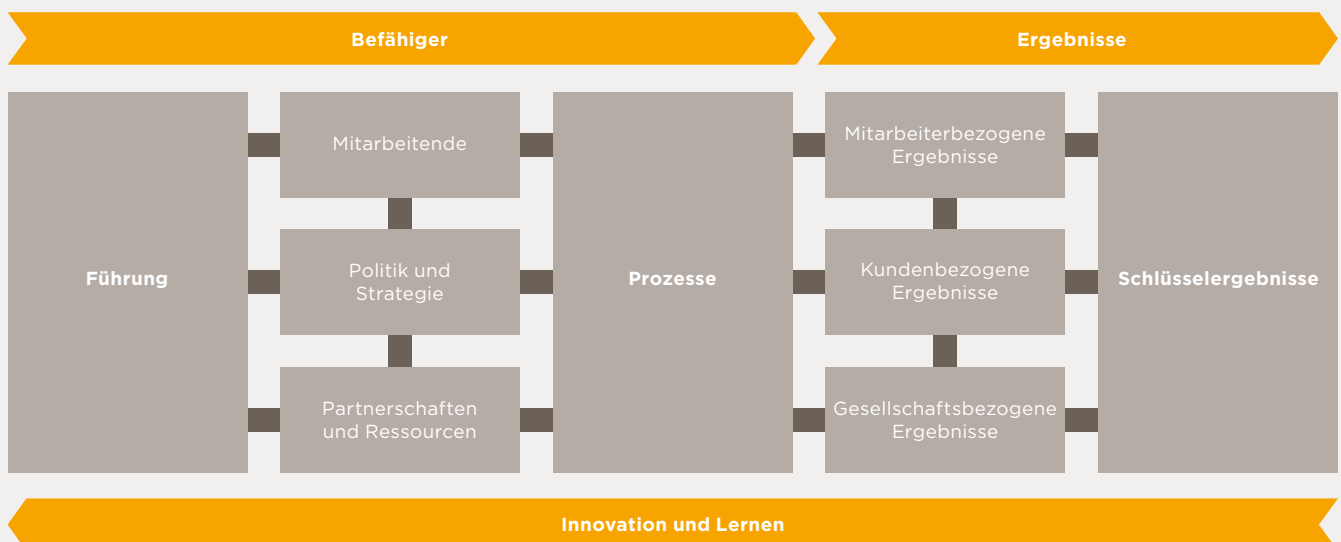 Befähiger
Ergebnisse
Führung
Mitarbeitende
Politik und
Strategie
Partnerschaften
und Ressourcen
Prozesse
Mitarbeiterbezogene
Ergebnisse
Kundenbezogene
Ergebnisse
Gesellschaftsbezogene
Ergebnisse
Schlüsselergebnisse
Innovation und Lernen